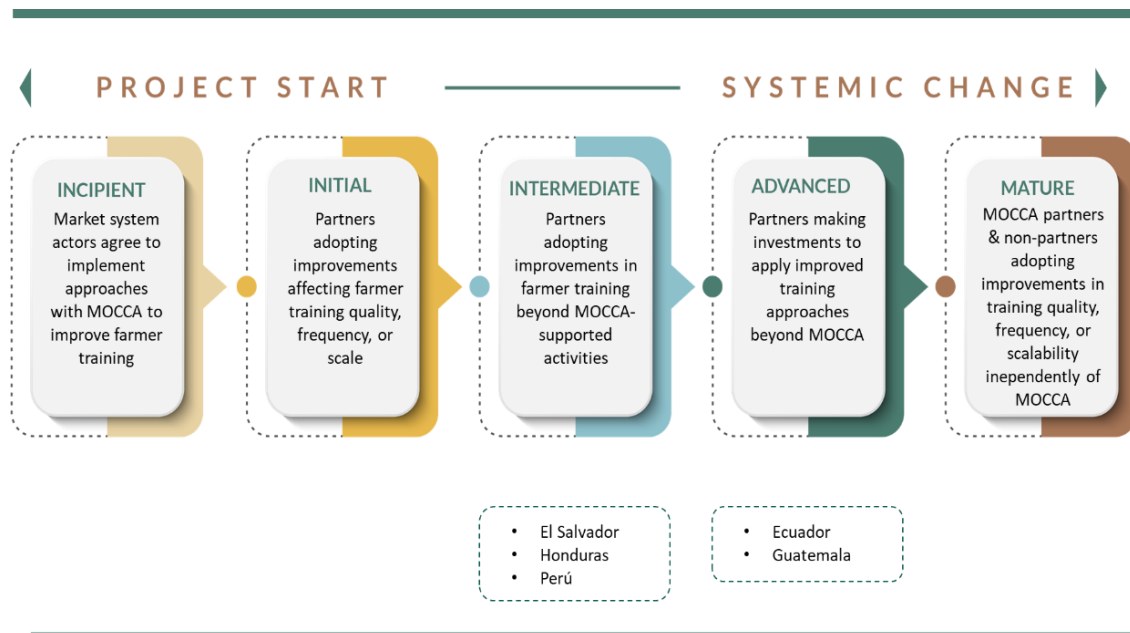 PROJECT START
SYSTEMIC CHANGE
INCIPIENT
Market system
actors agree to
implement
approaches
with MOCCA to
improve farmer
training
INITIAL
Partners
adopting
improvements
affecting farmer
training quality,
frequency, or
scale
INTERMEDIATE
Partners
adopting
improvements in
farmer training
beyond MOCCA-
supported
activities
ADVANCED
Partners making
investments to
apply improved
training
approaches
beyond MOCCA
MATURE
MOCCA partners
& non-partners
adopting
improvements in
training quality,
frequency, or
scalability
inependently of
MOCCA
• El Salvador
• Honduras
• Perú
• Ecuador
• Guatemala